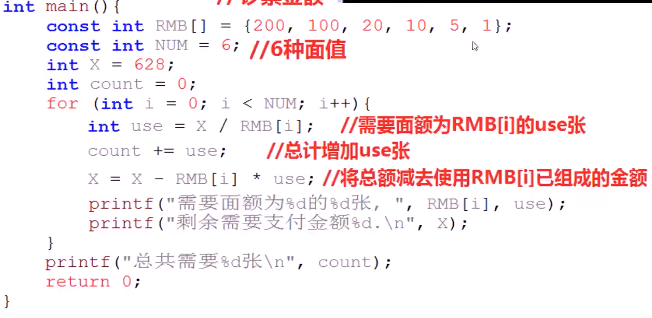 //钞票金额
int main(){
const int RMB[] = {200, 100, 20, 10, 5, 1};
const int NUM = 6; //6种面值
int X = 628;
int count = 0;
for (int i = 0; i < NUM; i++){
int use = X / RMB[i]; //需要面额为RMB[i]的use张
count += use; //总计增加use张
X = X - RMB[i] * use; //将总额减去使用RMB[i]已组成的金额
printf("需要面额为%d的%d张, ", RMB[i], use);
printf("剩余需要支付金额%d.\n", X);
}
printf("总共需要%d张\n", count);
return 0;
}